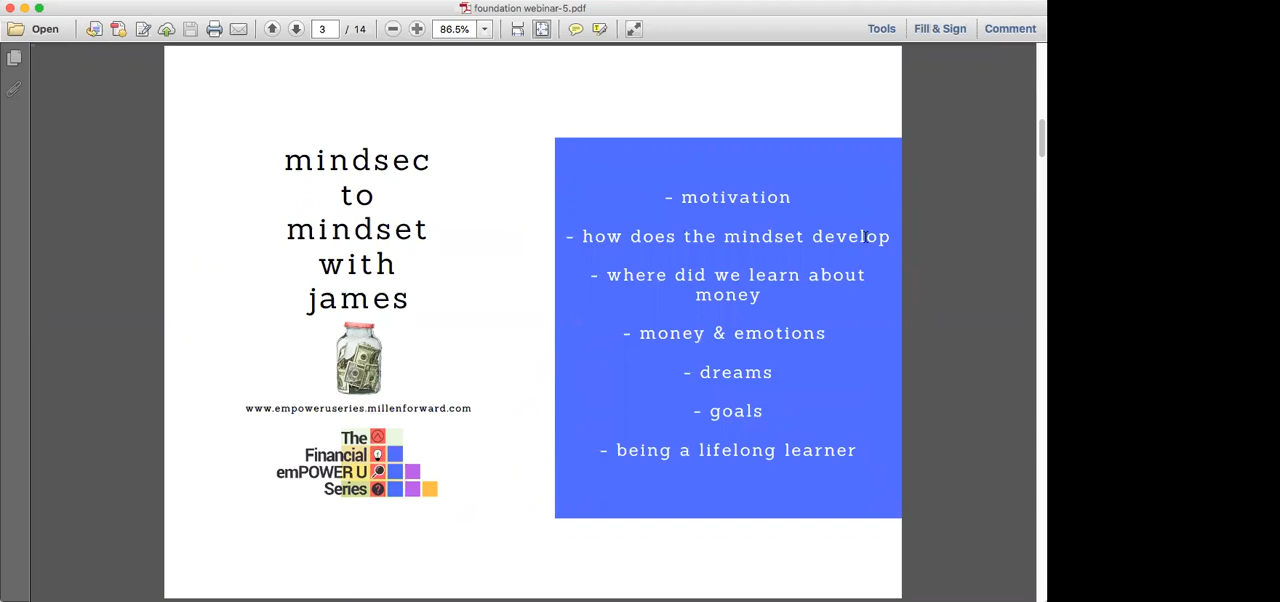 foundation webinar-5.pdf
Open
3 / 14
86.5%
Tools
Fill & Sign
Comment
mindsec
to
mindset
with
james
www.empoweruseries.millenforward.com
The
Financial
emPOWER U
Series
- motivation
- how does the mindset develop
- where did we learn about
money
- money & emotions
- dreams
- goals
- being a lifelong learner